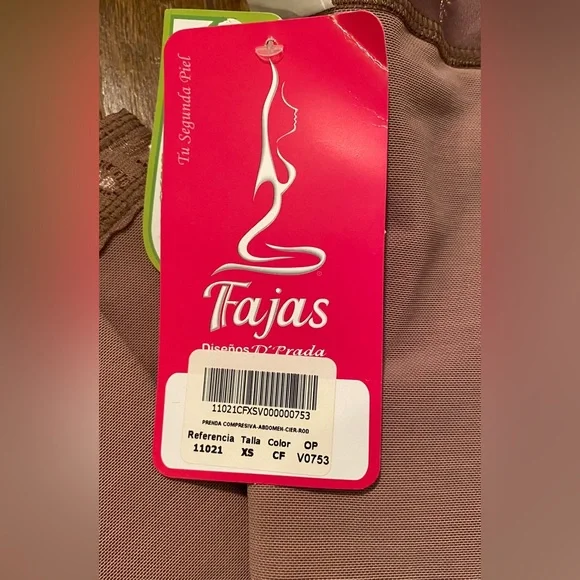 Tu Segunda Piel
Fajas
Diseños D' Prada
11021CFXSV000000753
PRENDA COMPRESIVA-ABDOMEN-CIER-ROD
Referencia Talla Color OP
11021 XS CF V0753